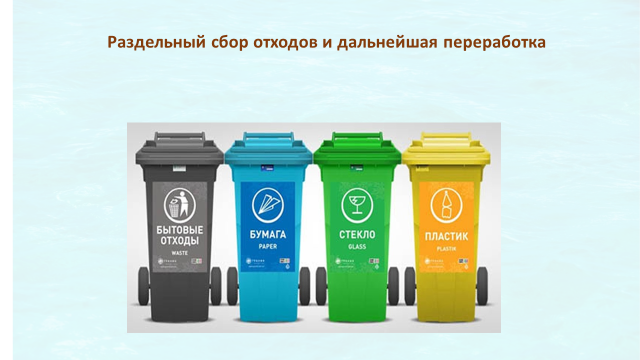 Раздельный сбор отходов и дальнейшая переработка
БЫТОВЫЕ
ОТХОДЫ
WASTE
БУМАГА
PAPER
СТЕКЛО
GLASS
ПЛАСТИК
PLASTIK